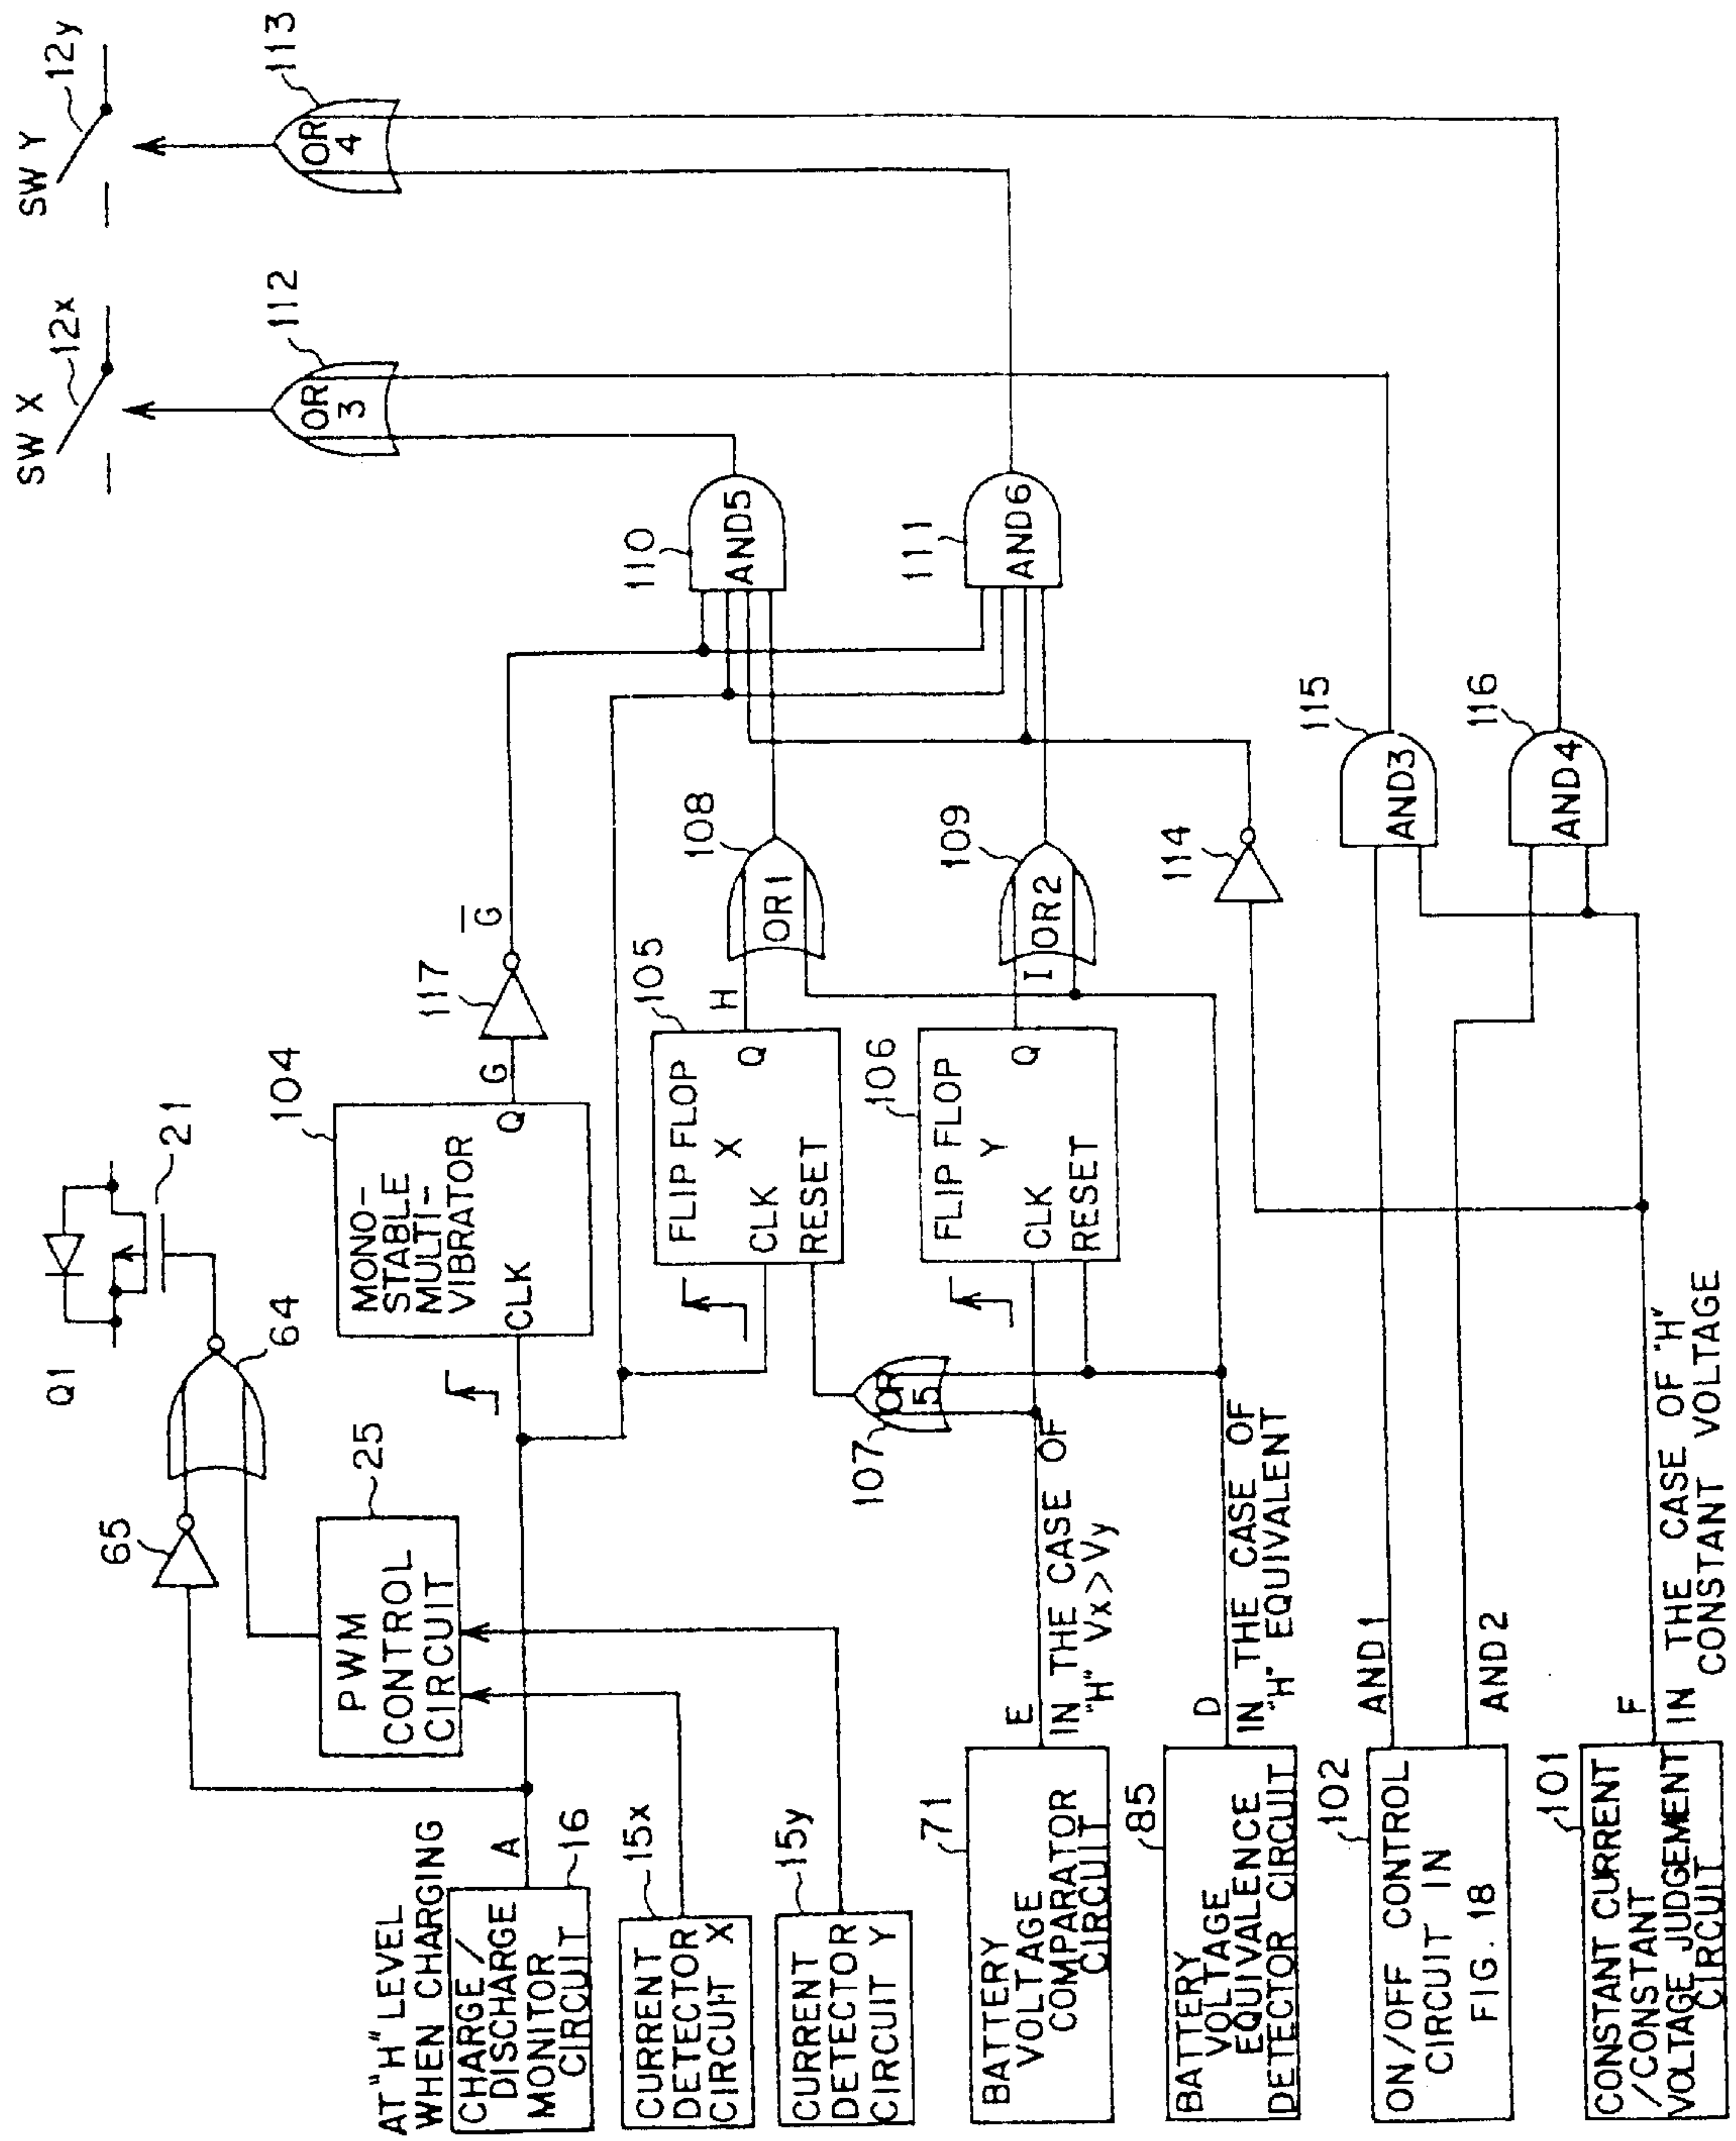 SW X
12x
SW Y
12y
112
113
OR
3
OR
4
110
AND5
111
AND6
115
AND3
116
AND4
Q1
21
64
65
25
PWM
CONTROL
CIRCUIT
104
MONO-
STABLE
MULTI-
VIBRATOR
CLK
Q
G
117
G
105
FLIP FLOP
X
CLK
RESET
Q
H
108
OR1
106
FLIP FLOP
Y
CLK
RESET
Q
I
109
OR2
114
107
OR
5
AT "H" LEVEL
WHEN CHARGING
CHARGE/
DISCHARGE
MONITOR
CIRCUIT
16
A
CURRENT
DETECTOR
CIRCUIT X
15x
CURRENT
DETECTOR
CIRCUIT Y
15y
BATTERY
VOLTAGE
COMPARATOR
CIRCUIT
71
E
IN THE CASE OF
"H" Vx>Vy
BATTERY
VOLTAGE
EQUIVALENCE
DETECTOR CIRCUIT
85
D
IN THE CASE OF
"H" EQUIVALENT
ON/OFF CONTROL
CIRCUIT IN
FIG. 18
102
AND1
AND2
CONSTANT CURRENT
/CONSTANT
VOLTAGE JUDGEMENT
CIRCUIT
101
F
IN THE CASE OF "H"
CONSTANT VOLTAGE